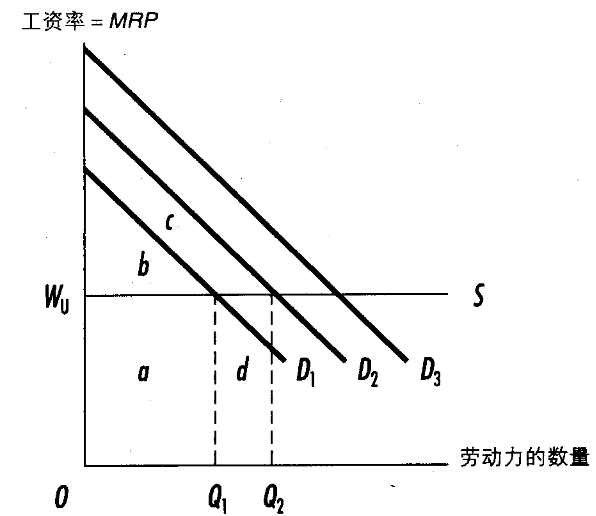 工资率 = MRP
c
b
W_U S
a d D_1 D_2 D_3
劳动力的数量
O Q_1 Q_2